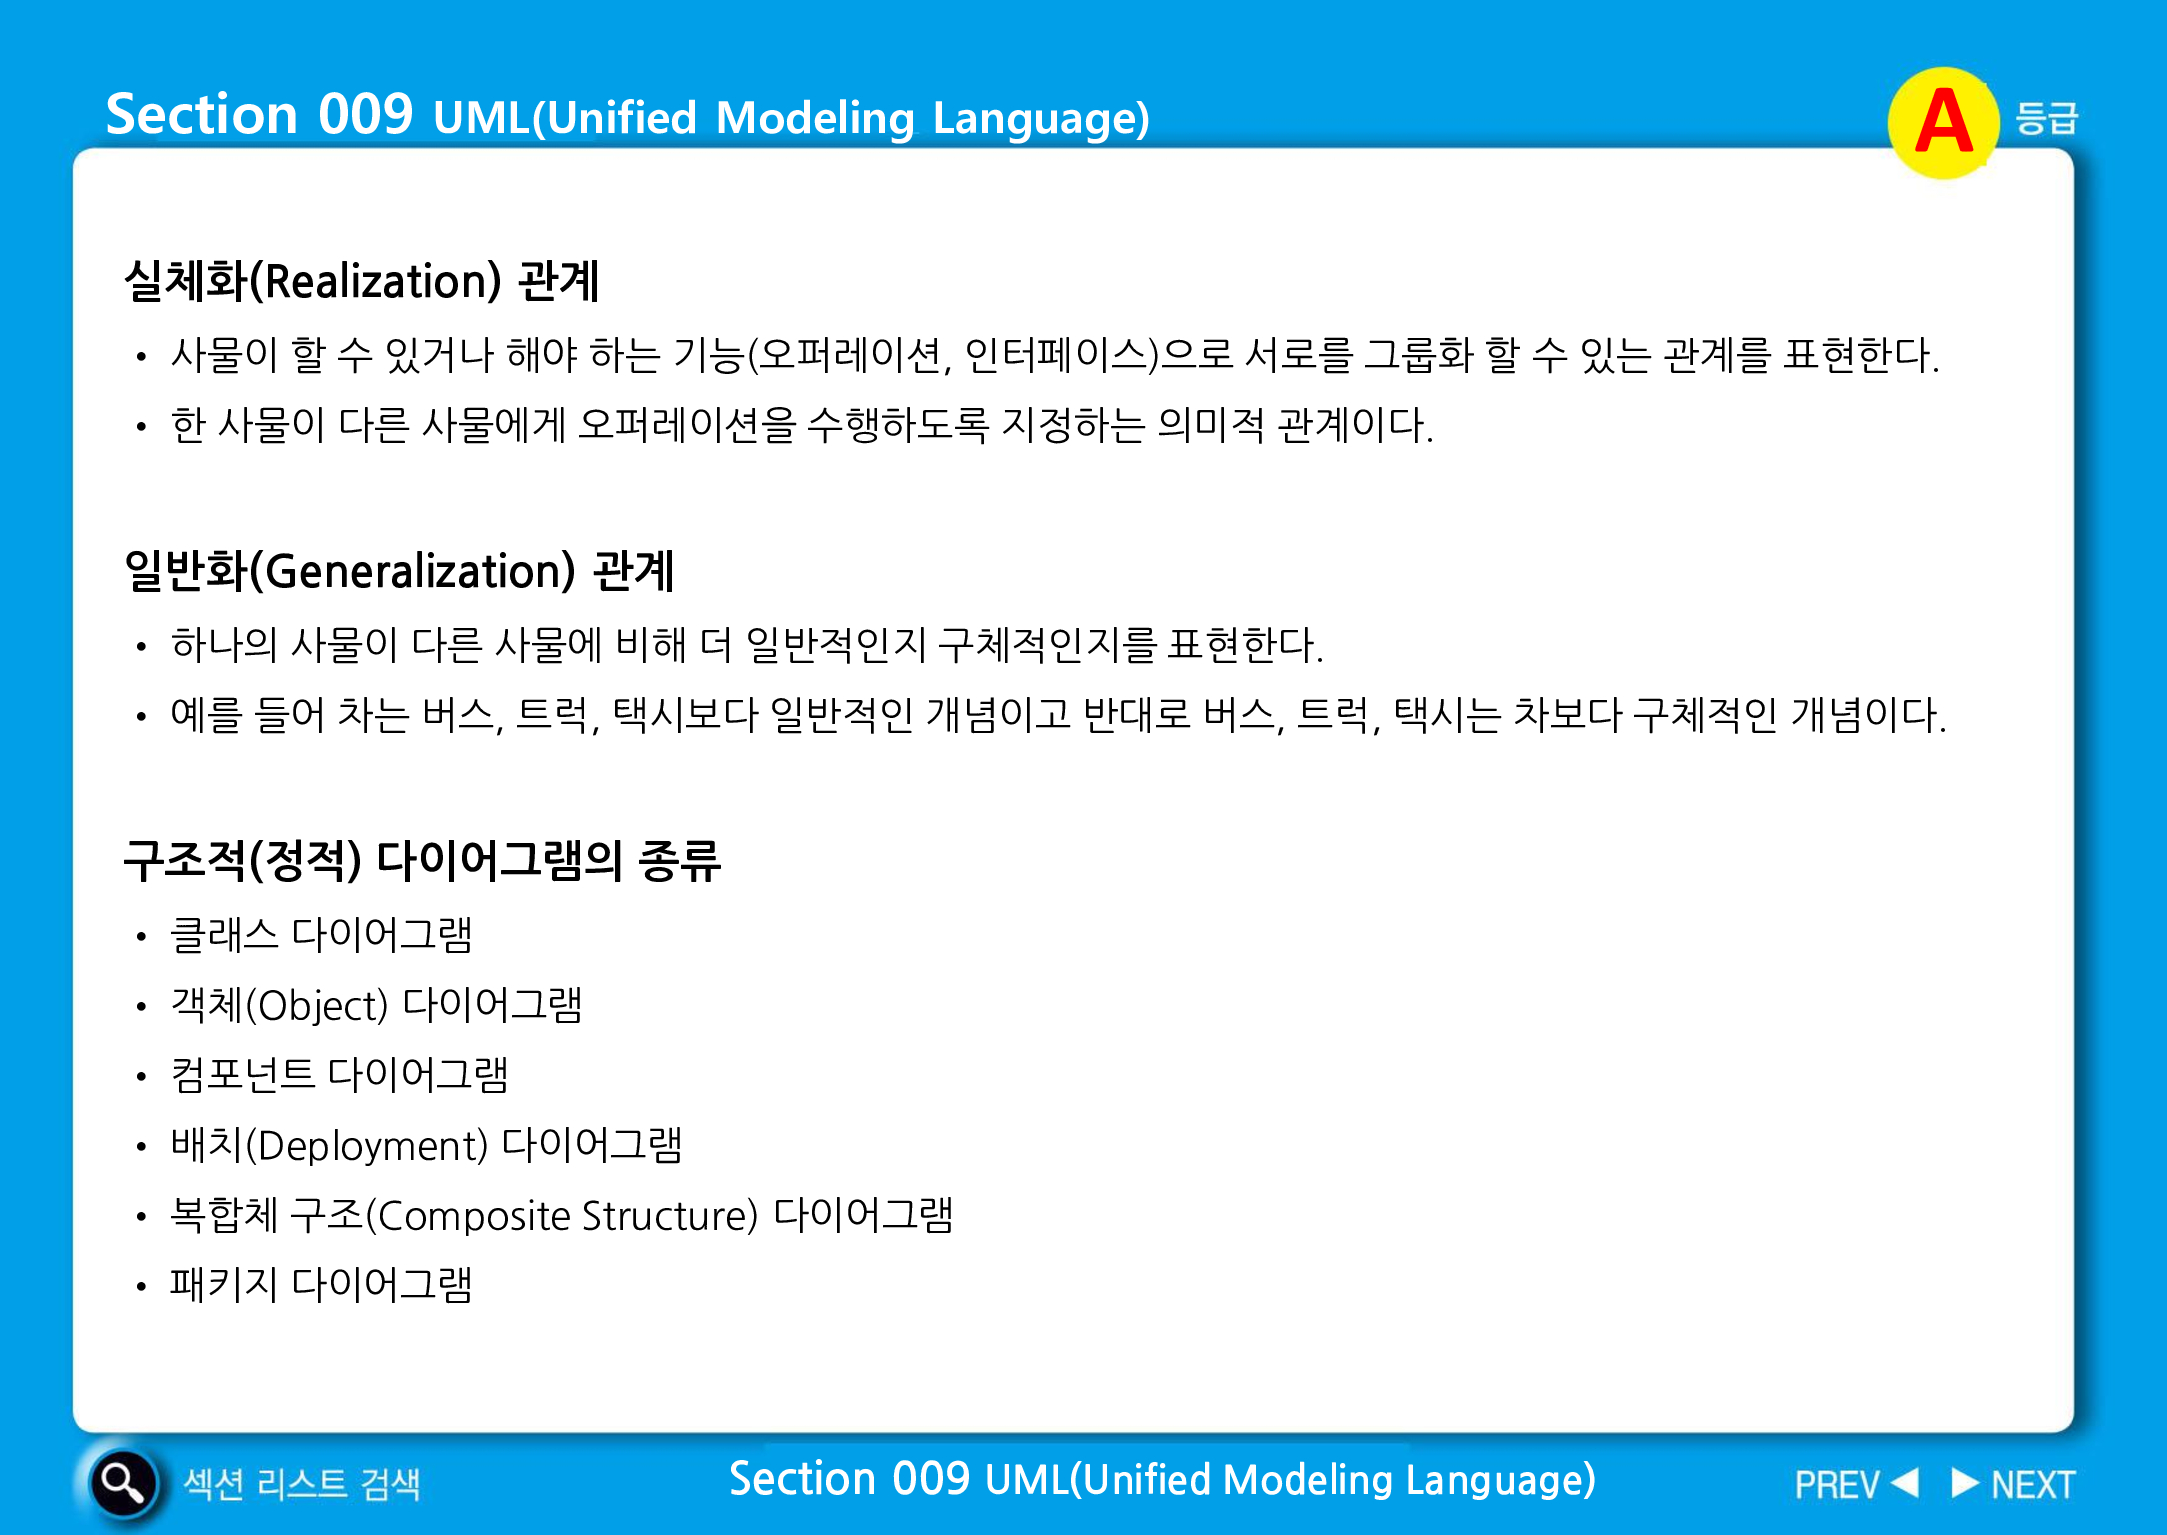 Section 009 UML(Unified Modeling Language)
A 등급
실체화(Realization) 관계
• 사물이 할 수 있거나 해야 하는 기능(오퍼레이션, 인터페이스)으로 서로를 그룹화 할 수 있는 관계를 표현한다.
• 한 사물이 다른 사물에게 오퍼레이션을 수행하도록 지정하는 의미적 관계이다.
일반화(Generalization) 관계
• 하나의 사물이 다른 사물에 비해 더 일반적인지 구체적인지를 표현한다.
• 예를 들어 차는 버스, 트럭, 택시보다 일반적인 개념이고 반대로 버스, 트럭, 택시는 차보다 구체적인 개념이다.
구조적(정적) 다이어그램의 종류
• 클래스 다이어그램
• 객체(Object) 다이어그램
• 컴포넌트 다이어그램
• 배치(Deployment) 다이어그램
• 복합체 구조(Composite Structure) 다이어그램
• 패키지 다이어그램
섹션 리스트 검색
Section 009 UML(Unified Modeling Language)
PREV ◀ ▶ NEXT